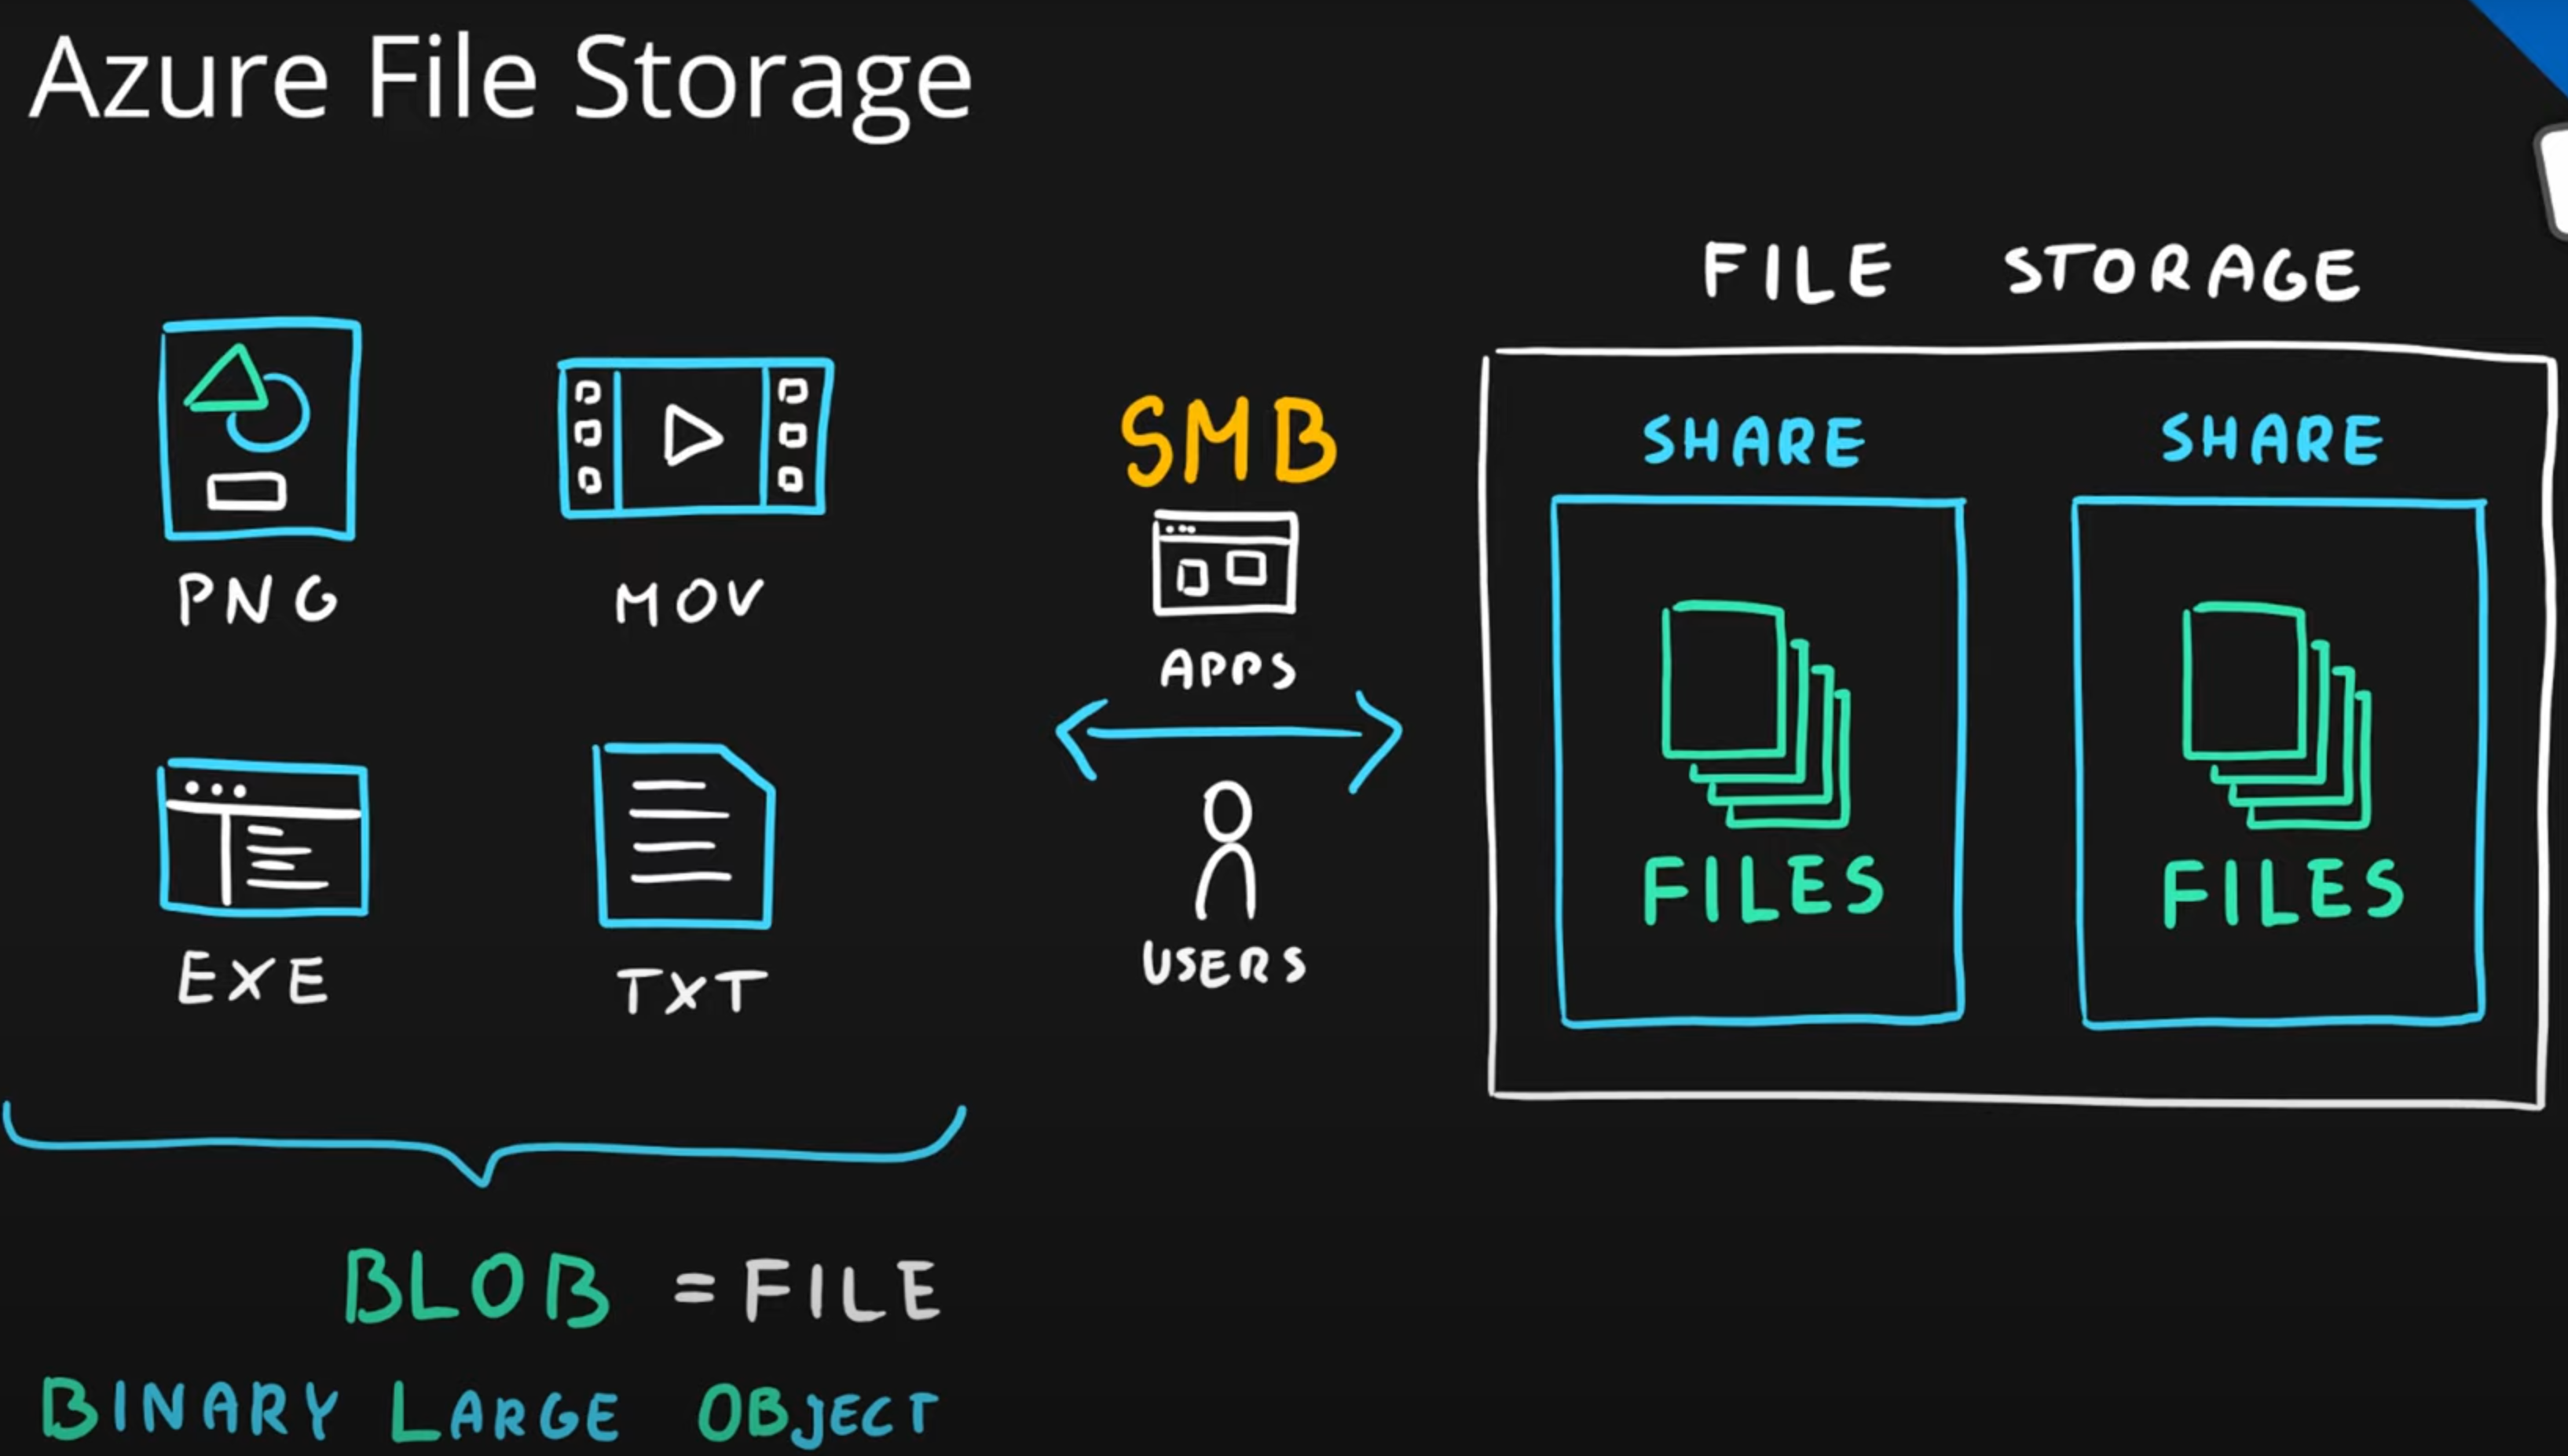 Azure File Storage
FILE STORAGE
PNG
MOV
EXE
TXT
SMB
APPS
USERS
SHARE
FILES
SHARE
FILES
BLOB = FILE
BINARY LARGE OBJECT